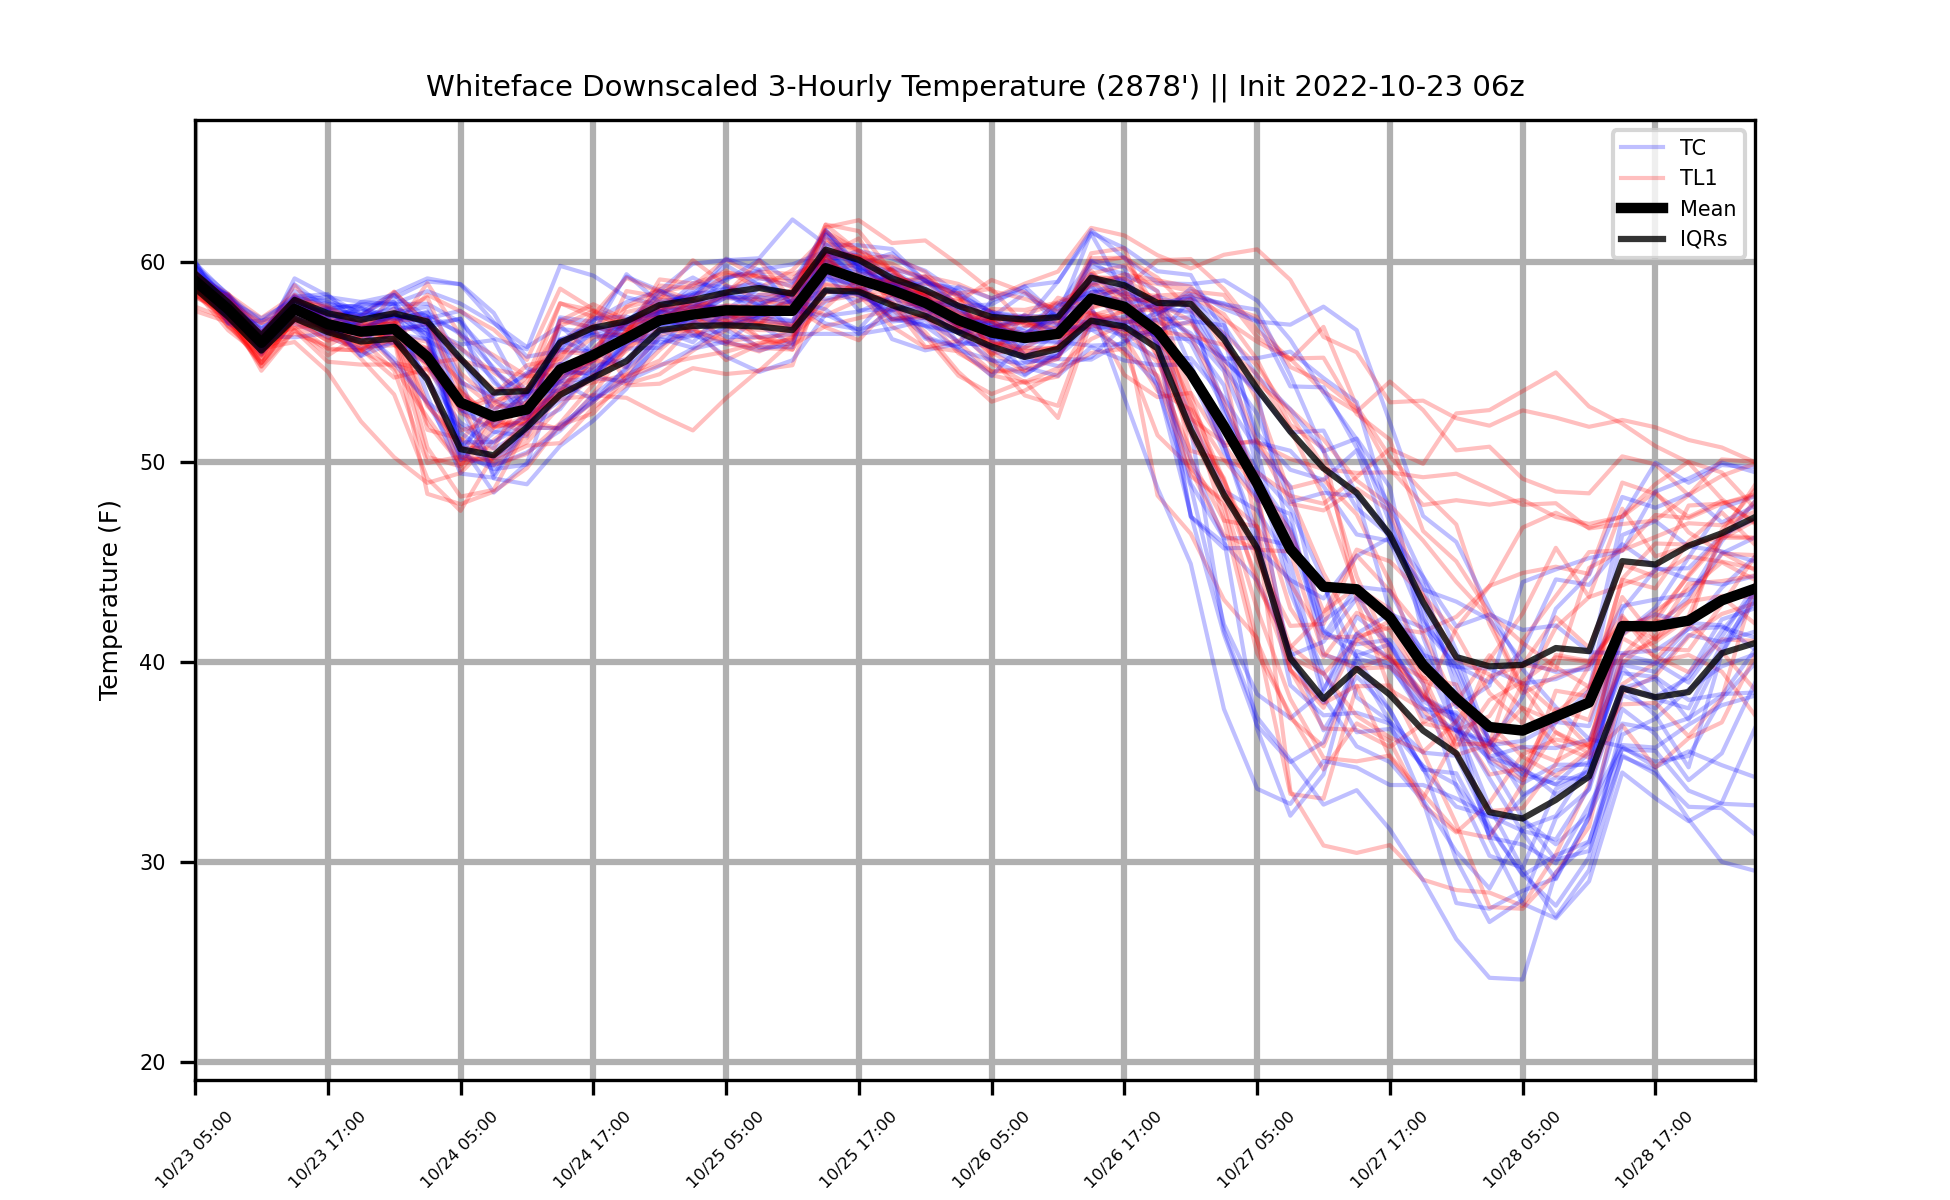 Whiteface Downscaled 3-Hourly Temperature (2878') || Init 2022-10-23 06z
TC
TL1
Mean
IQRs
Temperature (F)
60
50
40
30
20
10/23 05:00
10/23 17:00
10/24 05:00
10/24 17:00
10/25 05:00
10/25 17:00
10/26 05:00
10/26 17:00
10/27 05:00
10/27 17:00
10/28 05:00
10/28 17:00